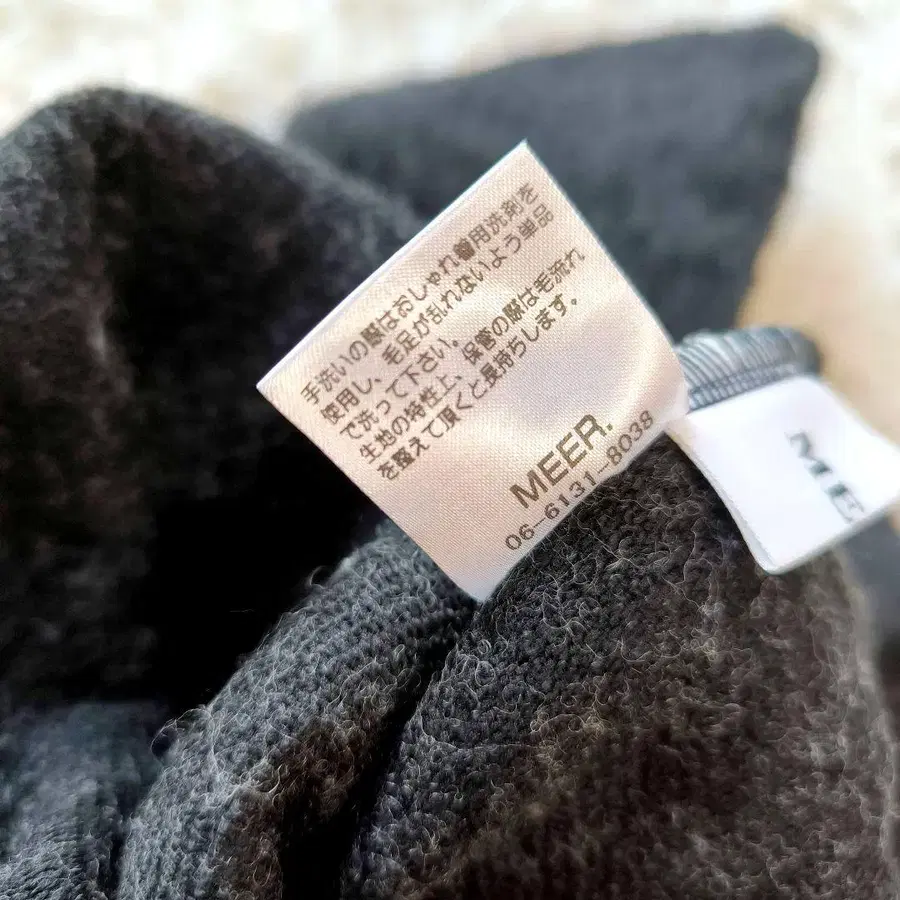 手洗いの際はおしゃれ着用洗剤を
使用し、毛足が乱れないよう単品
で洗って下さい。
生地の特性上、保管の際は毛流れ
を整えて頂くと長持ちします。
MEER.
06-6131-8038
ME